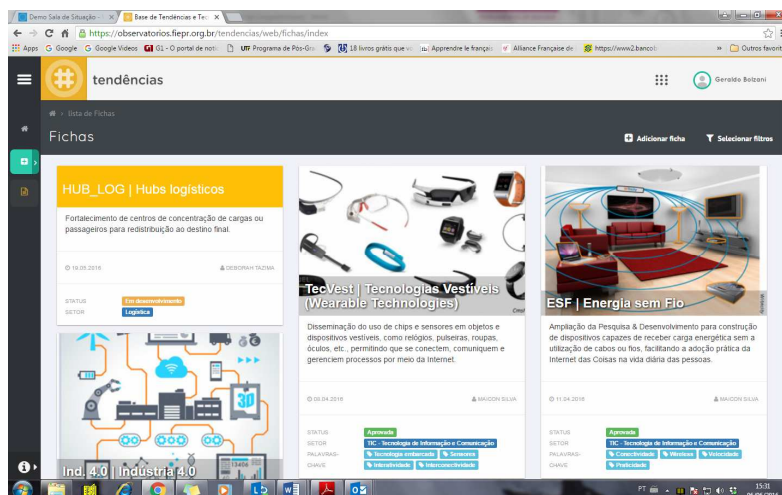 Demo Sala de Situação
Base de Tendências e Tec
https://observatorios.fiepr.org.br/tendencias/web/fichas/index
Apps
Google
Google Videos
G1 - O portal de notí
Programa de Pós-Gra
18 livros grátis que vo
Apprendre le françai
Alliance Française de
https://www2.bancob
Outros favorit
tendências
Geraldo Bolzani
lista de Fichas
Fichas
Adicionar ficha
Selecionar filtros
HUB_LOG | Hubs logísticos
Fortalecimento de centros de concentração de cargas ou
passageiros para redistribuição ao destino final.
DEBORAH TAZIMA
STATUS Em desenvolvimento
SETOR Logística
Ind. 4.0 | Indústria 4.0
TecVest | Tecnologias Vestíveis
(Wearable Technologies)
Disseminação do uso de chips e sensores em objetos e
dispositivos vestíveis, como relógios, pulseiras, roupas,
óculos, etc., permitindo que se conectem, comuniquem e
gerenciem processos por meio da Internet.
08.04.2016 MAICON SILVA
STATUS Aprovada
SETOR TIC - Tecnologia de Informação e Comunicação
PALAVRAS- Tecnologia embarcada Sensores
CHAVE Interatividade Interconectividade
ESF | Energia sem Fio
Ampliação da Pesquisa & Desenvolvimento para construção
de dispositivos capazes de receber carga energética sem a
utilização de cabos ou fios, facilitando a adoção prática da
Internet das Coisas na vida diária das pessoas.
11.04.2016 MAICON SILVA
STATUS Aprovada
SETOR TIC - Tecnologia de Informação e Comunicação
PALAVRAS- Conectividade Wireless Velocidade
CHAVE Praticidade
PT
15:31